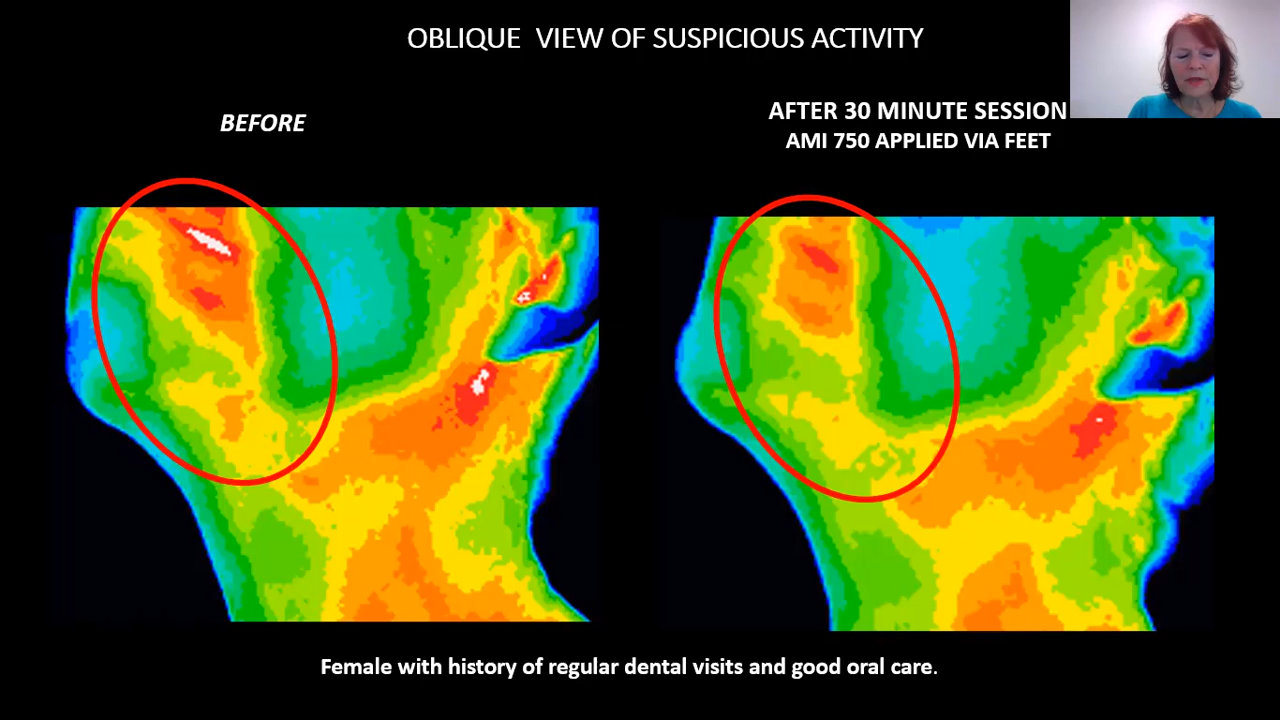 OBLIQUE VIEW OF SUSPICIOUS ACTIVITY
BEFORE
AFTER 30 MINUTE SESSION
AMI 750 APPLIED VIA FEET
Female with history of regular dental visits and good oral care.